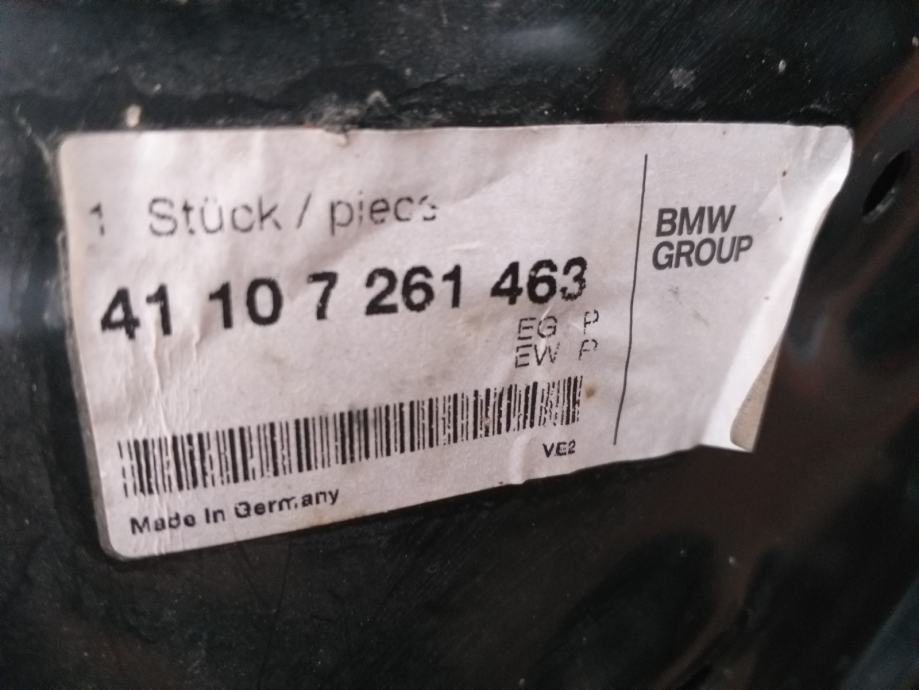 1 Stück / piece
41 10 7 261 463
EG P
EW P
VE2
Made in Germany
BMW
GROUP